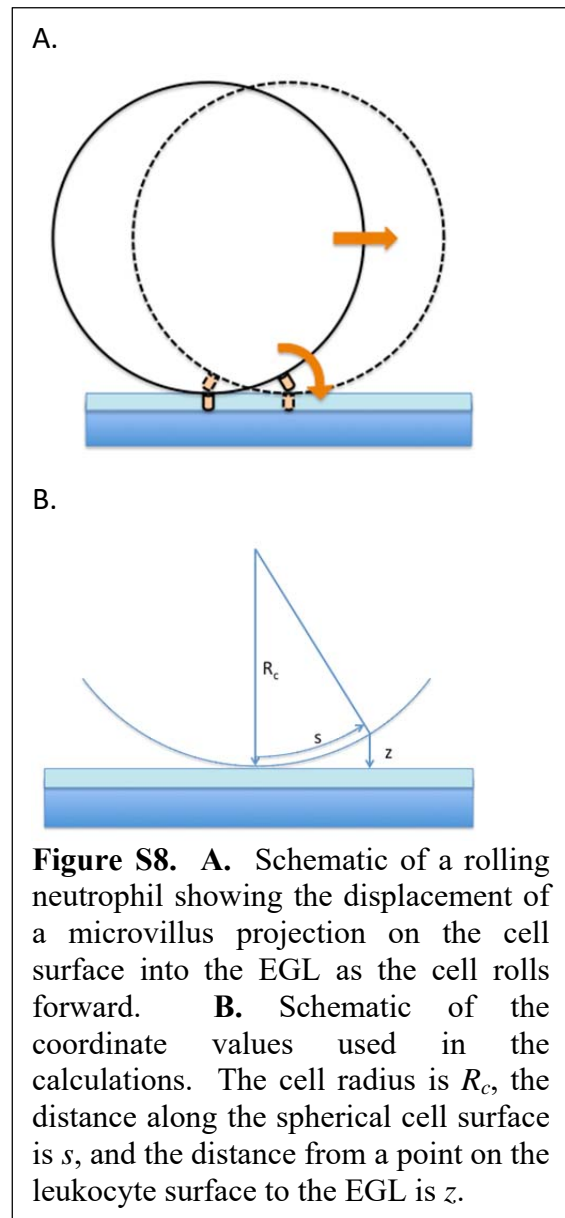 A.
B.
R_c
s
z
Figure S8. A. Schematic of a rolling
neutrophil showing the displacement of
a microvillus projection on the cell
surface into the EGL as the cell rolls
forward. B. Schematic of the
coordinate values used in the
calculations. The cell radius is R_c, the
distance along the spherical cell surface
is s, and the distance from a point on the
leukocyte surface to the EGL is z.